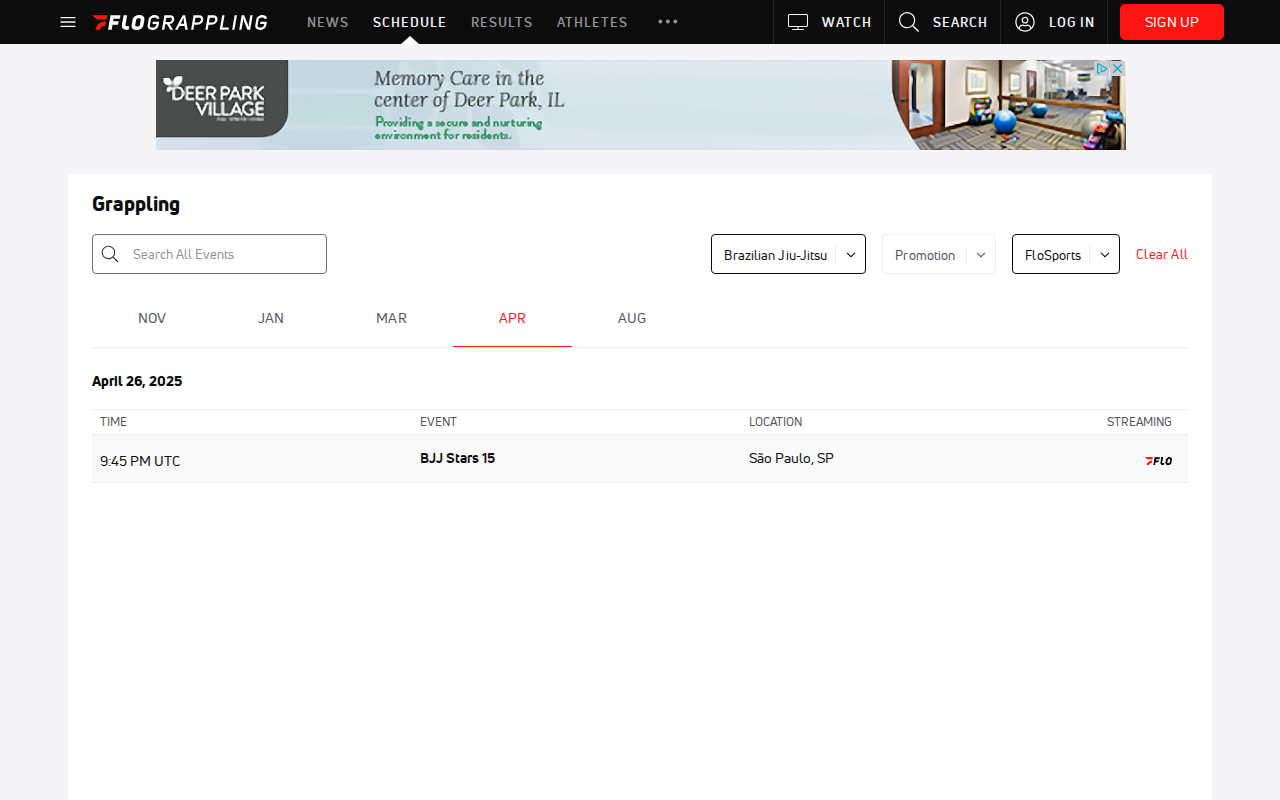 FLOGRAPPLING
NEWS
SCHEDULE
RESULTS
ATHLETES
WATCH
SEARCH
LOG IN
SIGN UP
DEER PARK
VILLAGE
Memory Care in the
center of Deer Park, IL
Providing a secure and nurturing
environment for residents.
Grappling
Search All Events
Brazilian Jiu-Jitsu
Promotion
FloSports
Clear All
NOV
JAN
MAR
APR
AUG
April 26, 2025
TIME
EVENT
LOCATION
STREAMING
9:45 PM UTC
BJJ Stars 15
São Paulo, SP
FLO